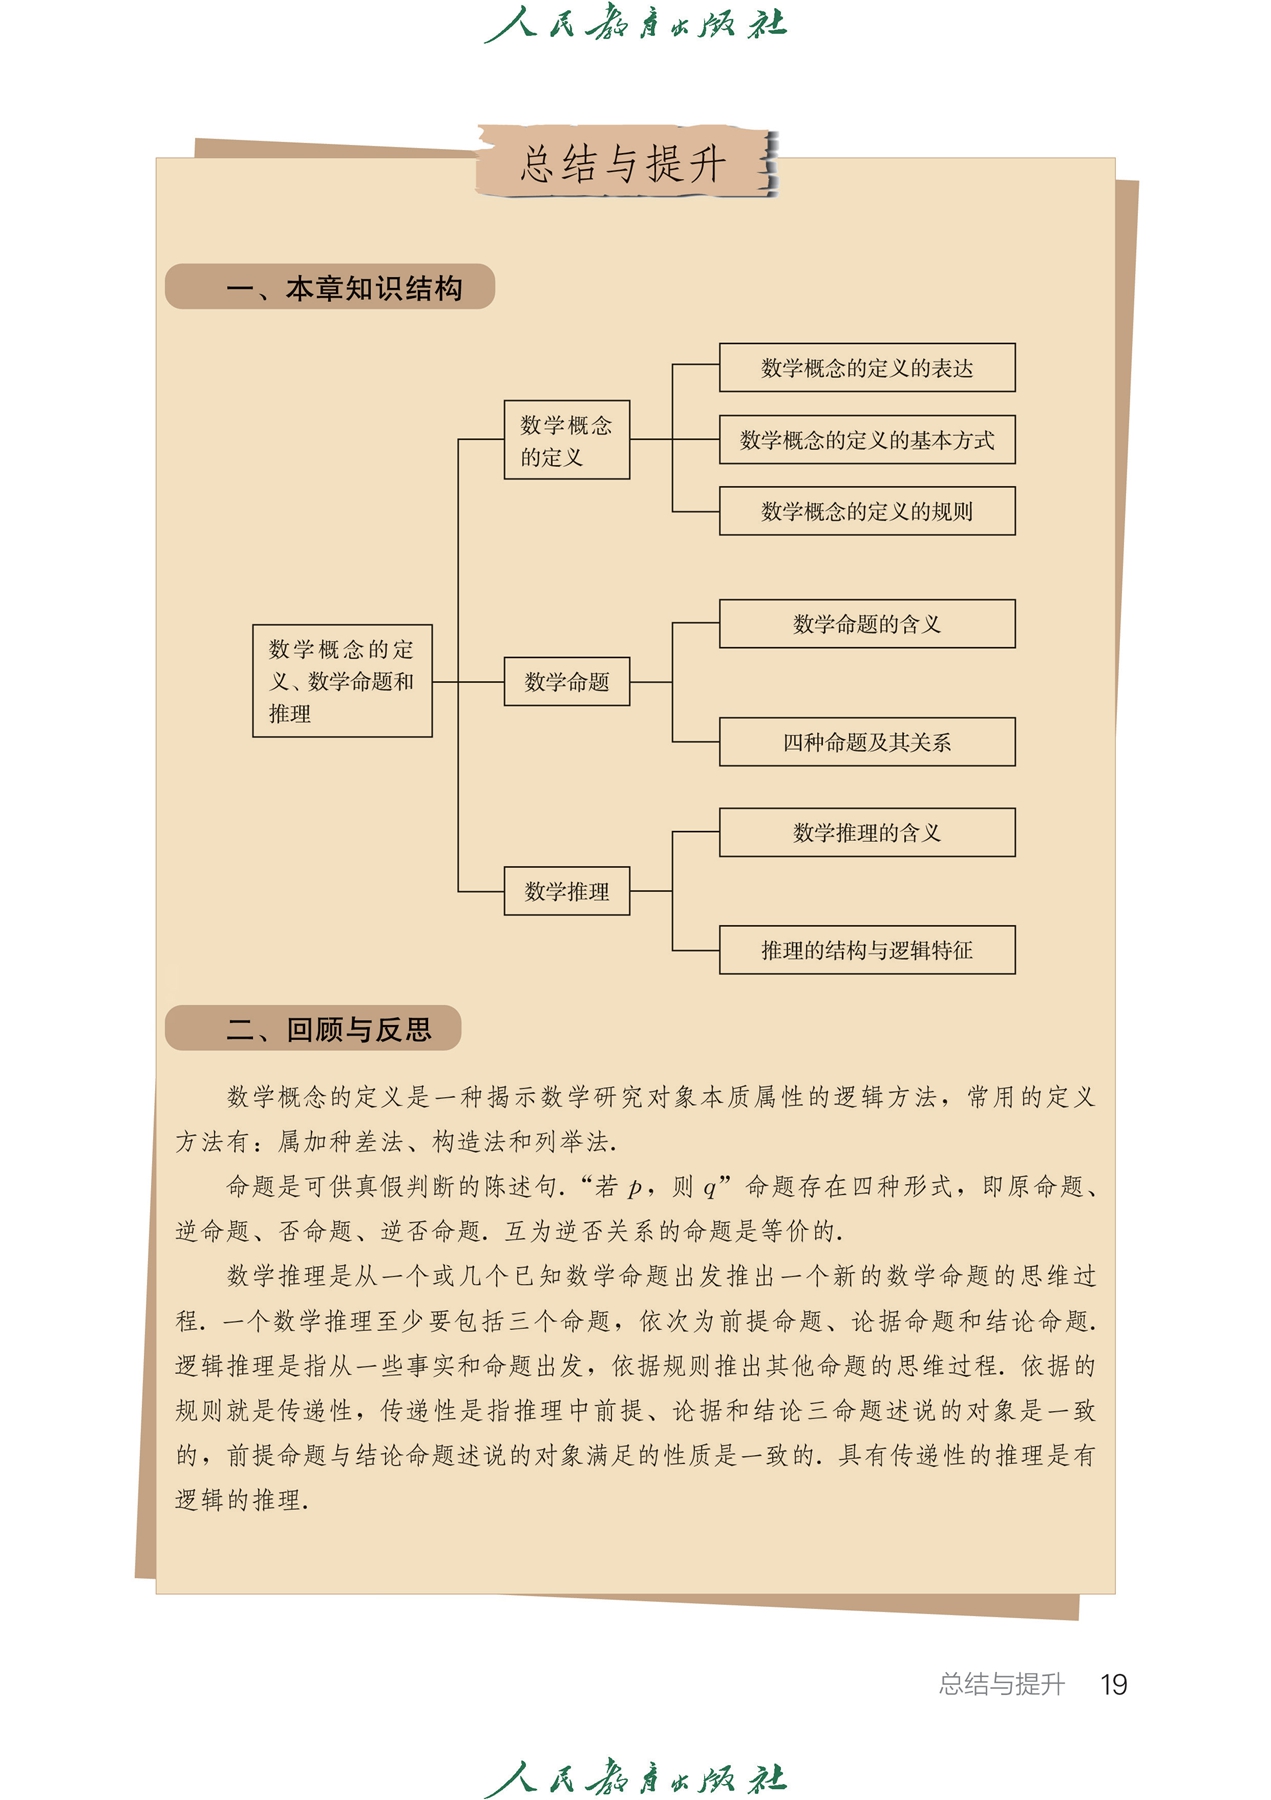 人民教育出版社
总结与提升
一、本章知识结构
数学概念的定义的表达
数学概念
的定义
数学概念的定义的基本方式
数学概念的定义的规则
数学命题的含义
数学概念的定
义、数学命题和
推理
数学命题
四种命题及其关系
数学推理的含义
数学推理
推理的结构与逻辑特征
二、回顾与反思
数学概念的定义是一种揭示数学研究对象本质属性的逻辑方法，常用的定义
方法有：属加种差法、构造法和列举法.
命题是可供真假判断的陈述句.“若 p，则 q”命题存在四种形式，即原命题、
逆命题、否命题、逆否命题. 互为逆否关系的命题是等价的.
数学推理是从一个或几个已知数学命题出发推出一个新的数学命题的思维过
程. 一个数学推理至少要包括三个命题，依次为前提命题、论据命题和结论命题.
逻辑推理是指从一些事实和命题出发，依据规则推出其他命题的思维过程. 依据的
规则就是传递性，传递性是指推理中前提、论据和结论三命题述说的对象是一致
的，前提命题与结论命题述说的对象满足的性质是一致的. 具有传递性的推理是有
逻辑的推理.
总结与提升 19
人民教育出版社